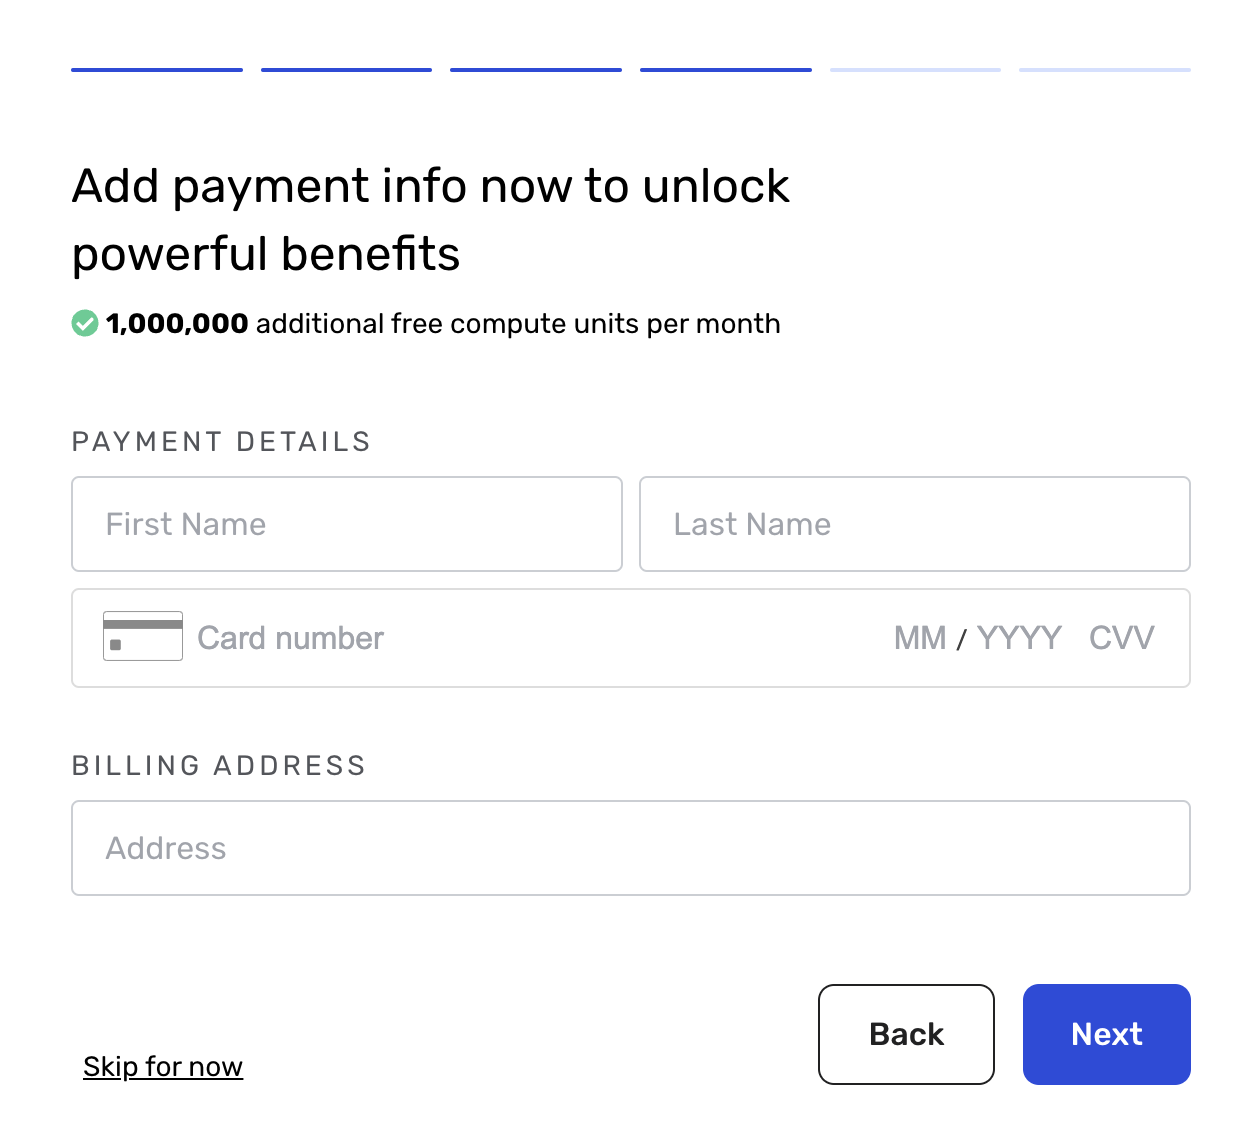 Add payment info now to unlock
powerful benefits
1,000,000 additional free compute units per month
PAYMENT DETAILS
First Name
Last Name
Card number
MM / YYYY CVV
BILLING ADDRESS
Address
Skip for now
Back
Next